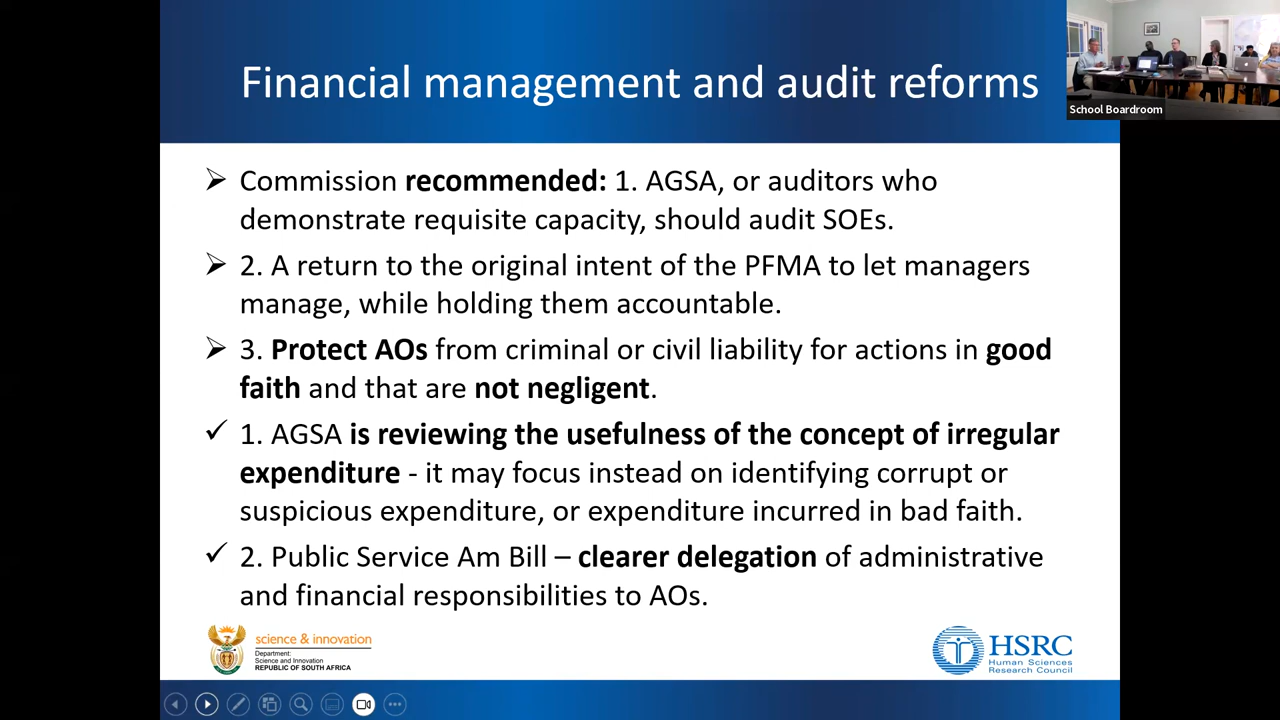 Financial management and audit reforms
School Boardroom
➢ Commission recommended: 1. AGSA, or auditors who
demonstrate requisite capacity, should audit SOEs.
➢ 2. A return to the original intent of the PFMA to let managers
manage, while holding them accountable.
➢ 3. Protect AOs from criminal or civil liability for actions in good
faith and that are not negligent.
✓ 1. AGSA is reviewing the usefulness of the concept of irregular
expenditure - it may focus instead on identifying corrupt or
suspicious expenditure, or expenditure incurred in bad faith.
✓ 2. Public Service Am Bill – clearer delegation of administrative
and financial responsibilities to AOs.
science & innovation
Department:
Science and Innovation
REPUBLIC OF SOUTH AFRICA
HSRC
Human Sciences
Research Council